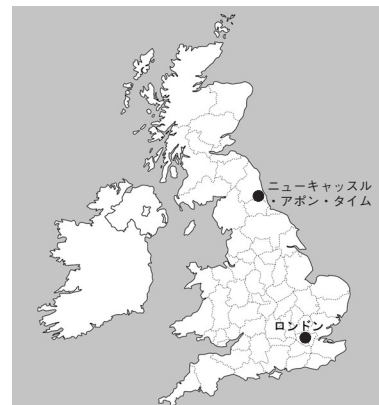 ニューキャッスル
・アポン・タイム
ロンドン